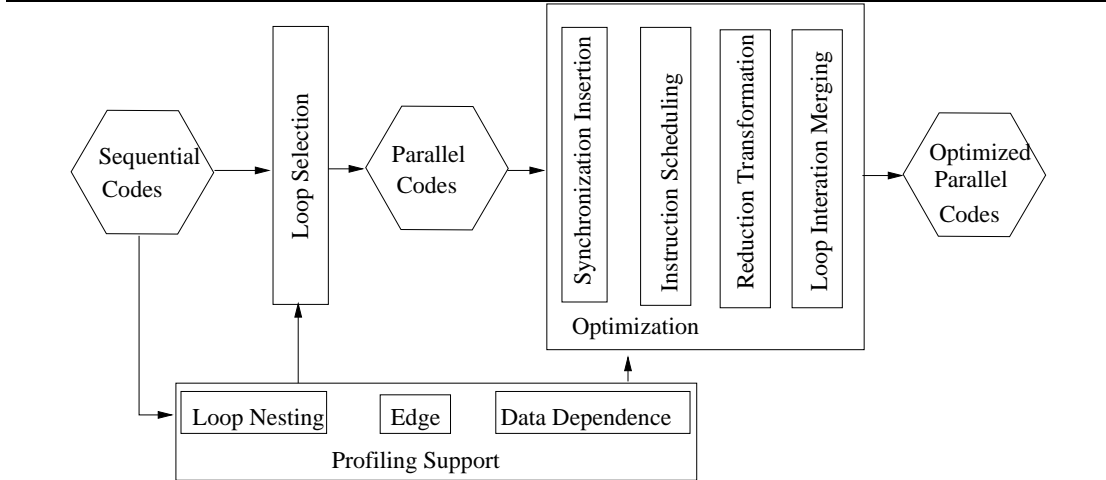 Sequential
Codes
Loop Selection
Parallel
Codes
Synchronization Insertion
Instruction Scheduling
Reduction Transformation
Loop Interation Merging
Optimization
Optimized
Parallel
Codes
Loop Nesting
Edge
Data Dependence
Profiling Support